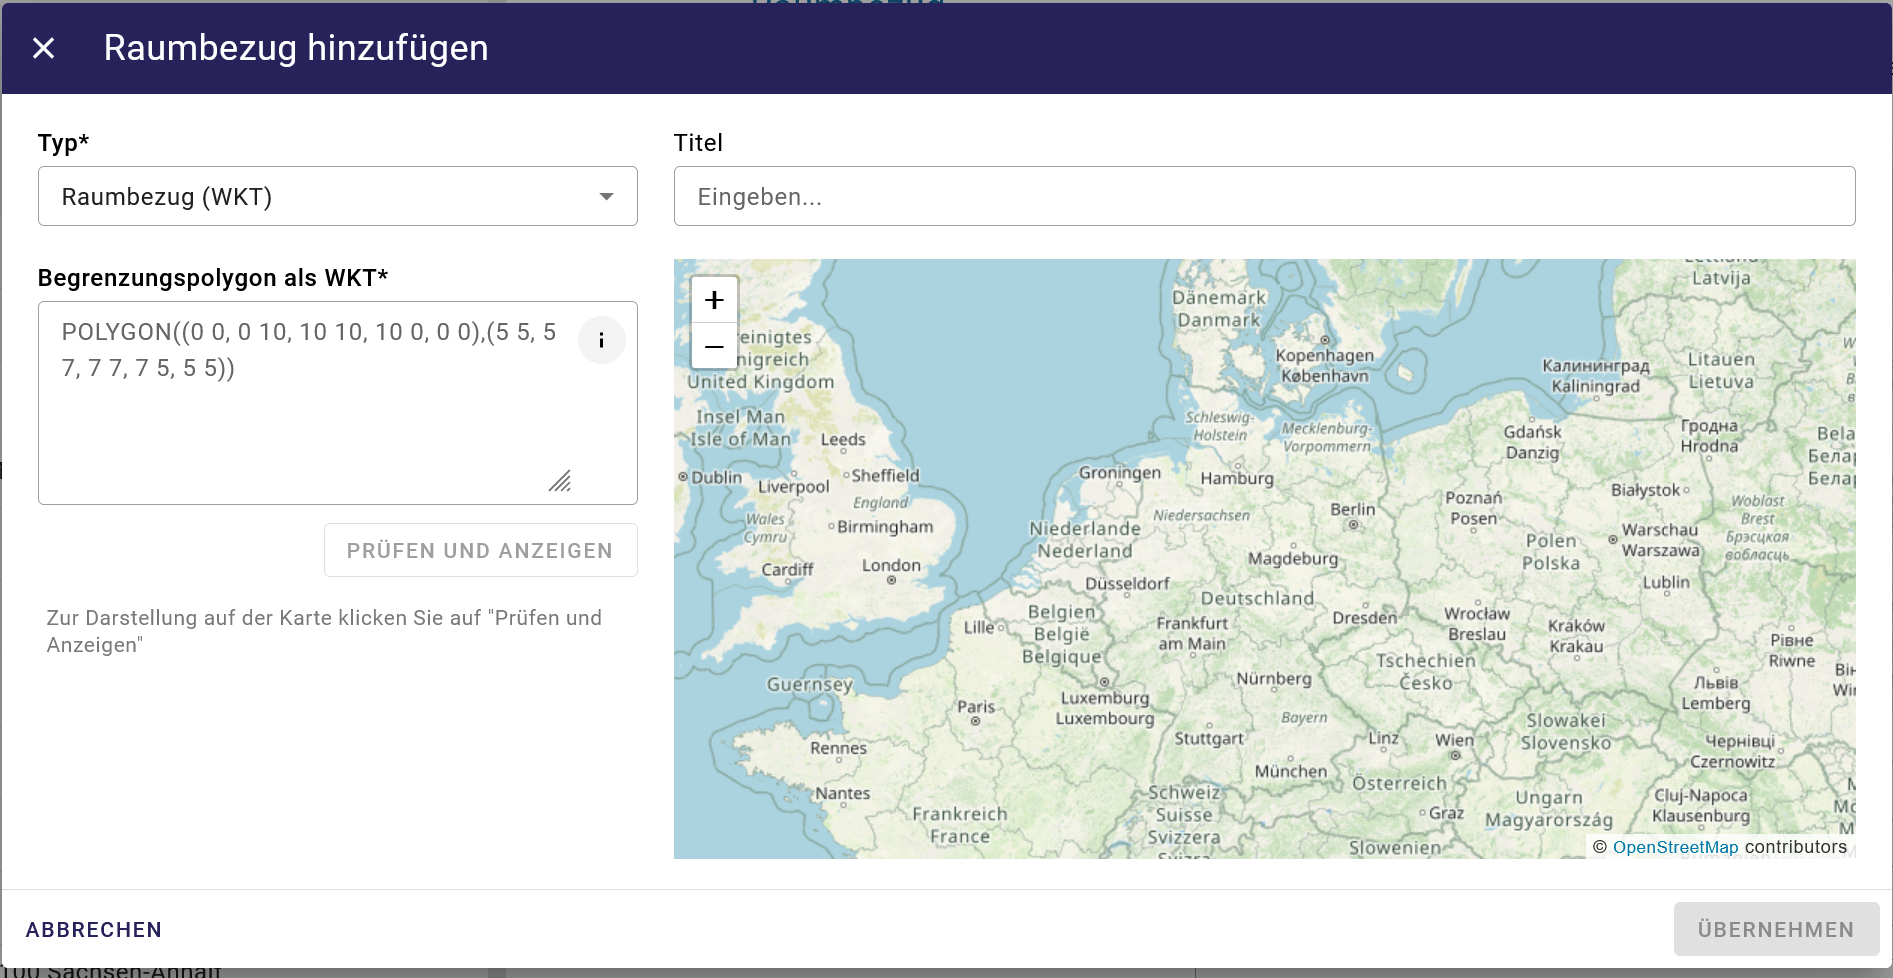 Raumbezug hinzufügen
Typ*
Raumbezug (WKT)
Titel
Eingeben...
Begrenzungspolygon als WKT*
POLYGON((0 0, 0 10, 10 10, 10 0, 0 0),(5 5, 5
7, 7 7, 7 5, 5 5))
i
PRÜFEN UND ANZEIGEN
Zur Darstellung auf der Karte klicken Sie auf "Prüfen und
Anzeigen"
+
−
Latvija
Dänemark
Danmark
United Kingdom
Kopenhagen
København
Калининград
Kaliningrad
Litauen
Lietuva
Insel Man
Isle of Man
Leeds
Schleswig-
Holstein
Mecklenburg-
Vorpommern
Gdańsk
Danzig
Гродна
Hrodna
Dublin
Liverpool
Sheffield
England
Groningen
Hamburg
Poznań
Posen
Białystok
Woblast
Brest
Брэсцкая
вобласць
Wales
Cymru
Birmingham
Niederlande
Nederland
Niedersachsen
Berlin
Warschau
Warszawa
Polen
Polska
Magdeburg
Cardiff
London
Düsseldorf
Deutschland
Lublin
Belgien
België
Belgique
Lille
Frankfurt
am Main
Dresden
Wrocław
Breslau
Kraków
Krakau
Рівне
Riwne
Guernsey
Tschechien
Česko
Nürnberg
Львів
Lemberg
Paris
Luxemburg
Luxembourg
Bayern
Slowakei
Slovensko
Rennes
Stuttgart
Linz
Wien
Чернівці
Czernowitz
München
Österreich
Nantes
Schweiz
Suisse
Svizzera
Frankreich
France
Graz
Ungarn
Magyarország
Cluj-Napoca
Klausenburg
Slowenien
© OpenStreetMap contributors
ABBRECHEN
ÜBERNEHMEN